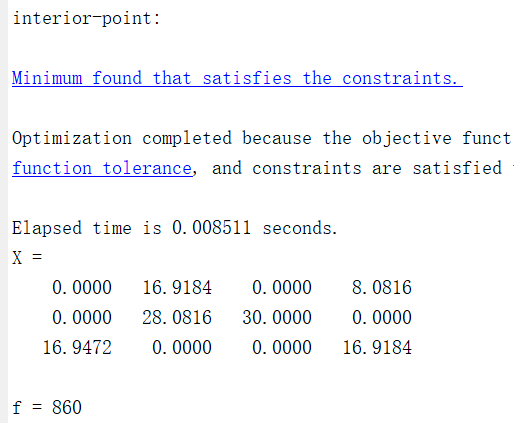 interior-point:
Minimum found that satisfies the constraints.
Optimization completed because the objective funct
function tolerance, and constraints are satisfied
Elapsed time is 0.008511 seconds.
X =
0.0000 16.9184 0.0000 8.0816
0.0000 28.0816 30.0000 0.0000
16.9472 0.0000 0.0000 16.9184
f = 860